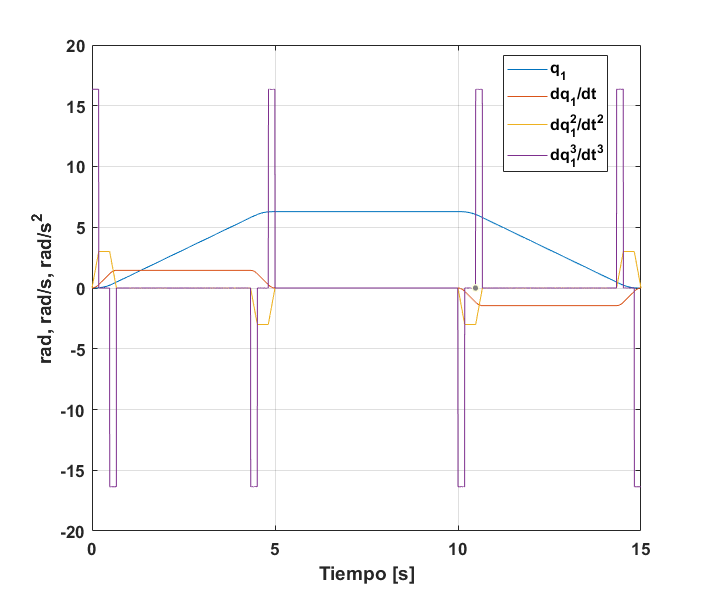 20
15
10
5
0
-5
-10
-15
-20
0 5 10 15
rad, rad/s, rad/s²
Tiempo [s]
q₁
dq₁/dt
dq₁²/dt²
dq₁³/dt³